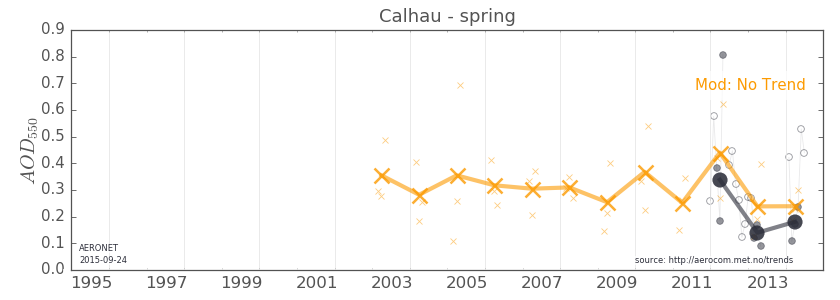 Calhau - spring
0.9
0.8
0.7
0.6
0.5
0.4
0.3
0.2
0.1
0.0
AOD550
Mod: No Trend
AERONET
2015-09-24
source: http://aerocom.met.no/trends
1995 1997 1999 2001 2003 2005 2007 2009 2011 2013